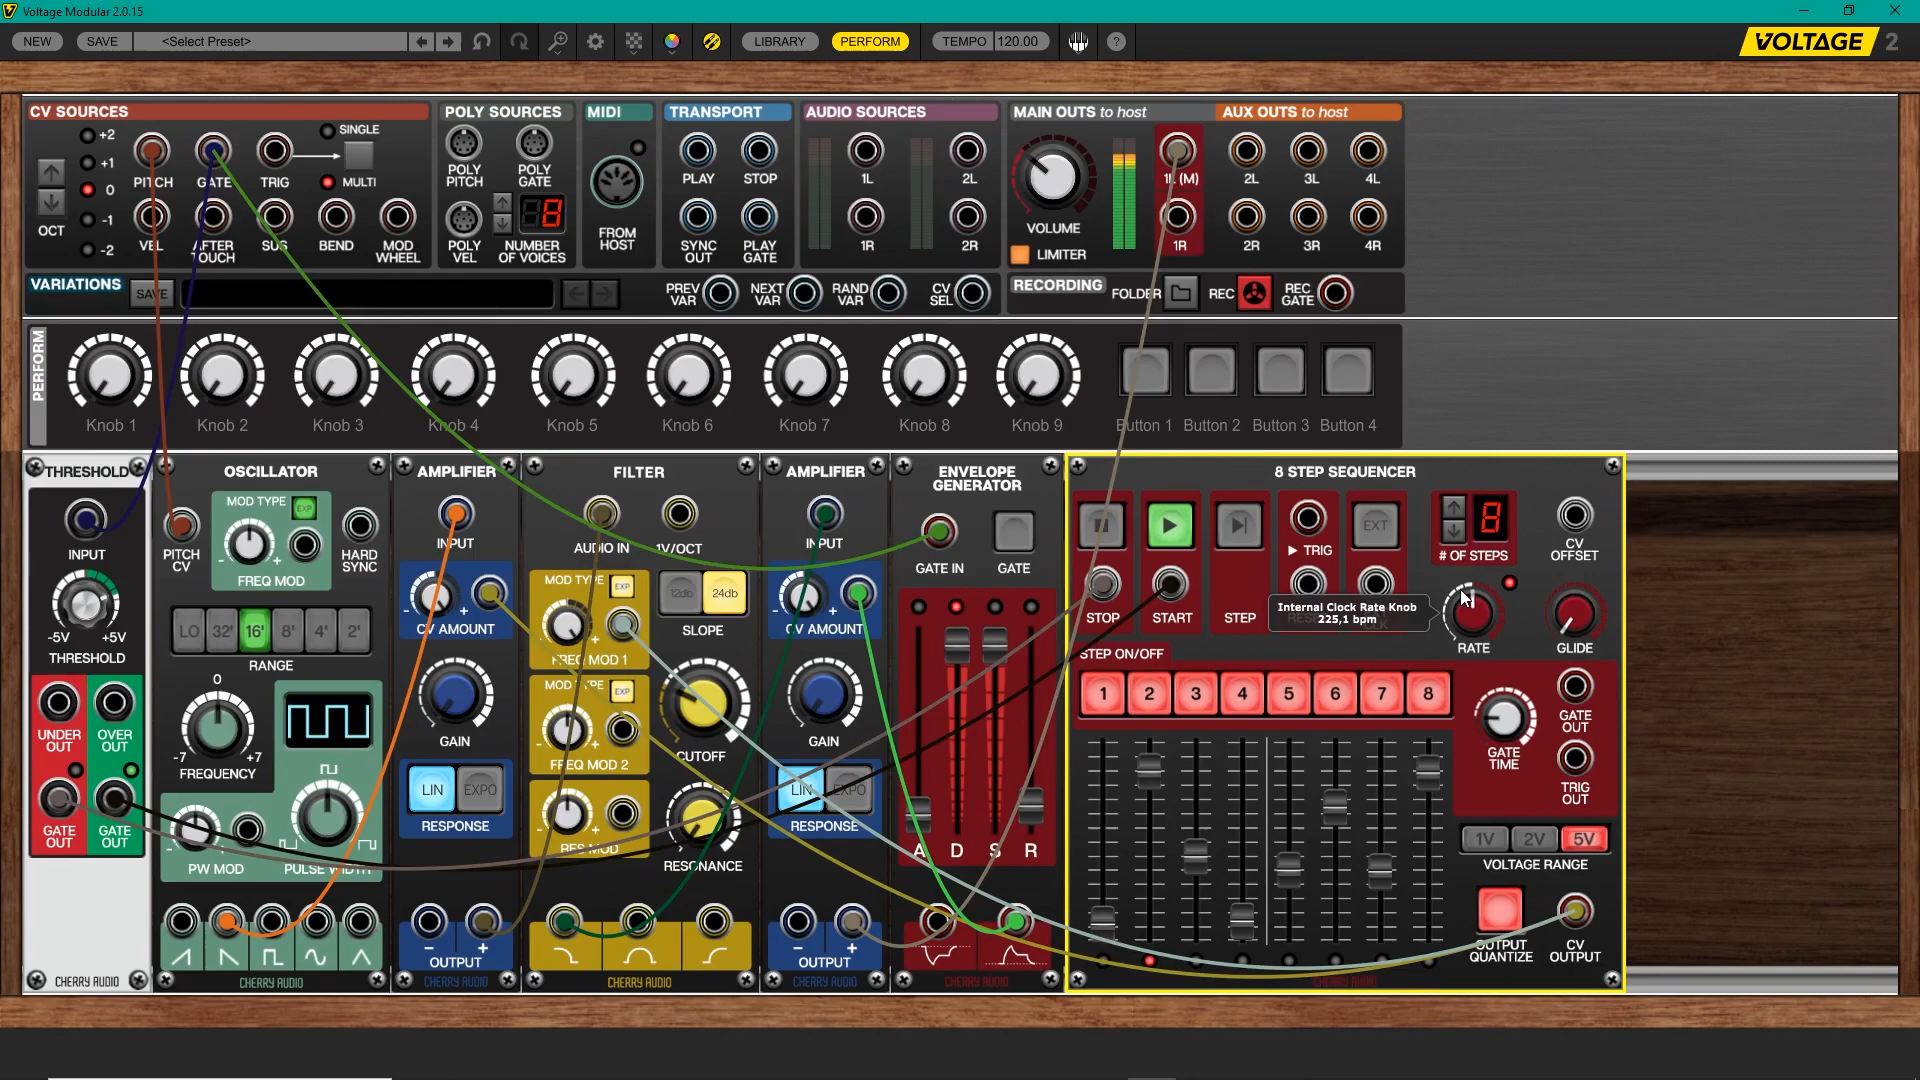 Voltage Modular 2.0.15
NEW SAVE <Select Preset> LIBRARY PERFORM TEMPO 120.00 ? VOLTAGE 2
CV SOURCES
+2
+1
0
-1
-2
OCT
PITCH GATE TRIG
SINGLE
MULTI
VEL AFTER TOUCH SUS BEND MOD WHEEL
POLY SOURCES
POLY PITCH POLY GATE
POLY VEL NUMBER OF VOICES
8
MIDI
FROM HOST
TRANSPORT
PLAY STOP
SYNC OUT PLAY GATE
AUDIO SOURCES
1L 2L
1R 2R
MAIN OUTS to host
VOLUME
LIMITER
1L (M)
1R
AUX OUTS to host
2L 3L 4L
2R 3R 4R
VARIATIONS SAVE
PREV VAR NEXT VAR RAND VAR CV SEL
RECORDING FOLDER REC REC GATE
PERFORM
Knob 1 Knob 2 Knob 3 Knob 4 Knob 5 Knob 6 Knob 7 Knob 8 Knob 9 Button 1 Button 2 Button 3 Button 4
THRESHOLD
INPUT
-5V +5V
THRESHOLD
UNDER OUT OVER OUT
GATE OUT GATE OUT
CHERRY AUDIO
OSCILLATOR
MOD TYPE EXP
- +
PITCH CV FREQ MOD HARD SYNC
LO 32' 16' 8' 4' 2'
RANGE
0
-7 +7
FREQUENCY
- +
PW MOD PULSE WIDTH
CHERRY AUDIO
AMPLIFIER
INPUT
- +
CV AMOUNT
GAIN
LIN EXPO
RESPONSE
- +
OUTPUT
CHERRY AUDIO
FILTER
AUDIO IN 1V/OCT
MOD TYPE EXP
- +
FREQ MOD 1
12db 24db
SLOPE
MOD TYPE EXP
- +
FREQ MOD 2
CUTOFF
- +
RES MOD
RESONANCE
CHERRY AUDIO
AMPLIFIER
INPUT
- +
CV AMOUNT
GAIN
LIN EXPO
RESPONSE
- +
OUTPUT
CHERRY AUDIO
ENVELOPE
GENERATOR
GATE IN GATE
A D S R
CHERRY AUDIO
8 STEP SEQUENCER
TRIG
EXT
8
# OF STEPS
CV OFFSET
STOP START STEP
Internal Clock Rate Knob
225,1 bpm
RATE GLIDE
STEP ON/OFF
1 2 3 4 5 6 7 8
GATE TIME
GATE OUT
TRIG OUT
1V 2V 5V
VOLTAGE RANGE
OUTPUT QUANTIZE
CV OUTPUT
CHERRY AUDIO